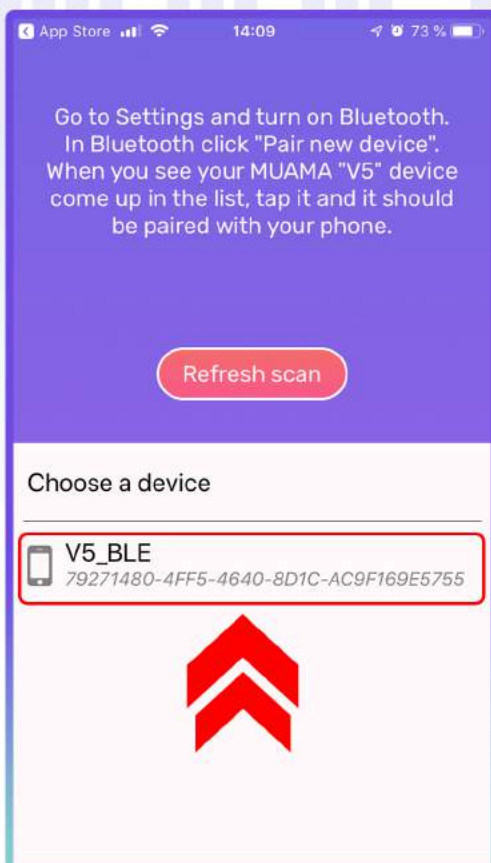 App Store 14:09 73 %
Go to Settings and turn on Bluetooth.
In Bluetooth click "Pair new device".
When you see your MUAMA "V5" device
come up in the list, tap it and it should
be paired with your phone.
Refresh scan
Choose a device
V5_BLE
79271480-4FF5-4640-8D1C-AC9F169E5755